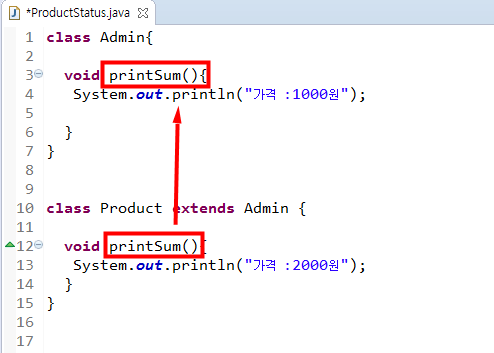 *ProductStatus.java
1 class Admin{
2
3 void printSum(){
4 System.out.println("가격 :1000원");
5
6 }
7 }
8
9
10 class Product extends Admin {
11
12 void printSum(){
13 System.out.println("가격 :2000원");
14 }
15 }
16
17